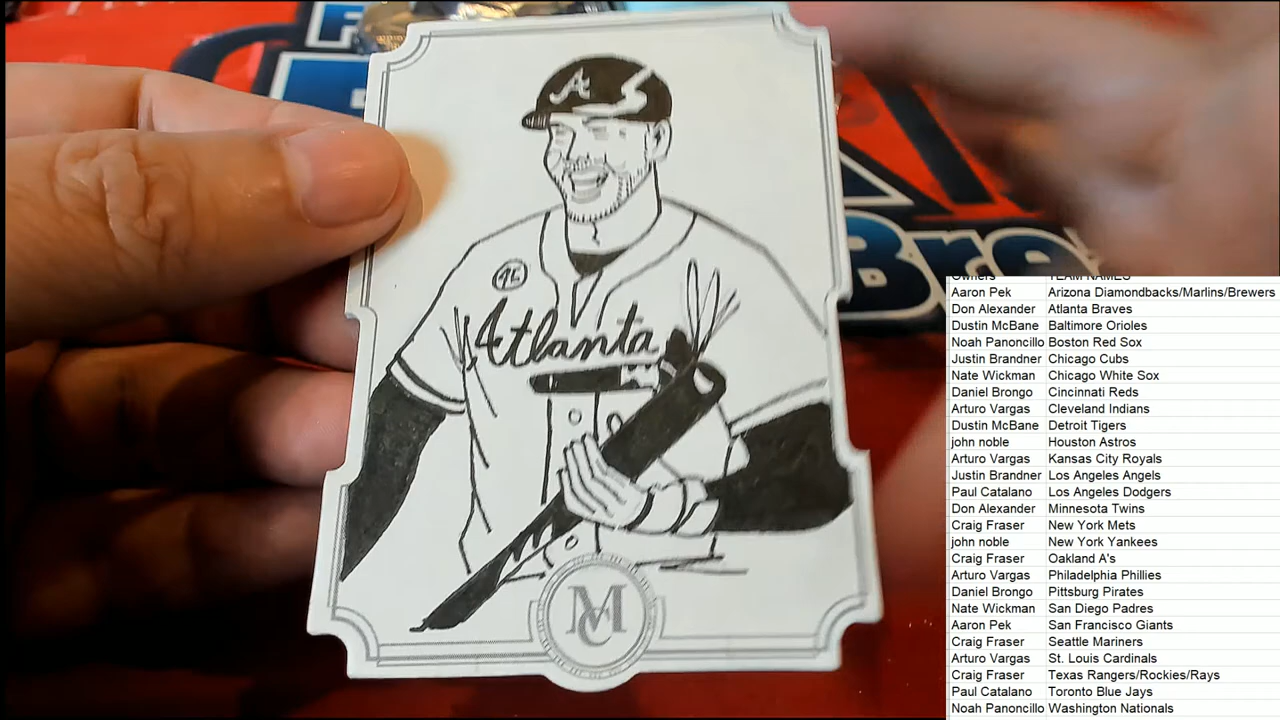 A
45
Atlanta
MC
Bre
Owners TEAM NAMES
Aaron Pek Arizona Diamondbacks/Marlins/Brewers
Don Alexander Atlanta Braves
Dustin McBane Baltimore Orioles
Noah Panoncillo Boston Red Sox
Justin Brandner Chicago Cubs
Nate Wickman Chicago White Sox
Daniel Brongo Cincinnati Reds
Arturo Vargas Cleveland Indians
Dustin McBane Detroit Tigers
john noble Houston Astros
Arturo Vargas Kansas City Royals
Justin Brandner Los Angeles Angels
Paul Catalano Los Angeles Dodgers
Don Alexander Minnesota Twins
Craig Fraser New York Mets
john noble New York Yankees
Craig Fraser Oakland A's
Arturo Vargas Philadelphia Phillies
Daniel Brongo Pittsburg Pirates
Nate Wickman San Diego Padres
Aaron Pek San Francisco Giants
Craig Fraser Seattle Mariners
Arturo Vargas St. Louis Cardinals
Craig Fraser Texas Rangers/Rockies/Rays
Paul Catalano Toronto Blue Jays
Noah Panoncillo Washington Nationals